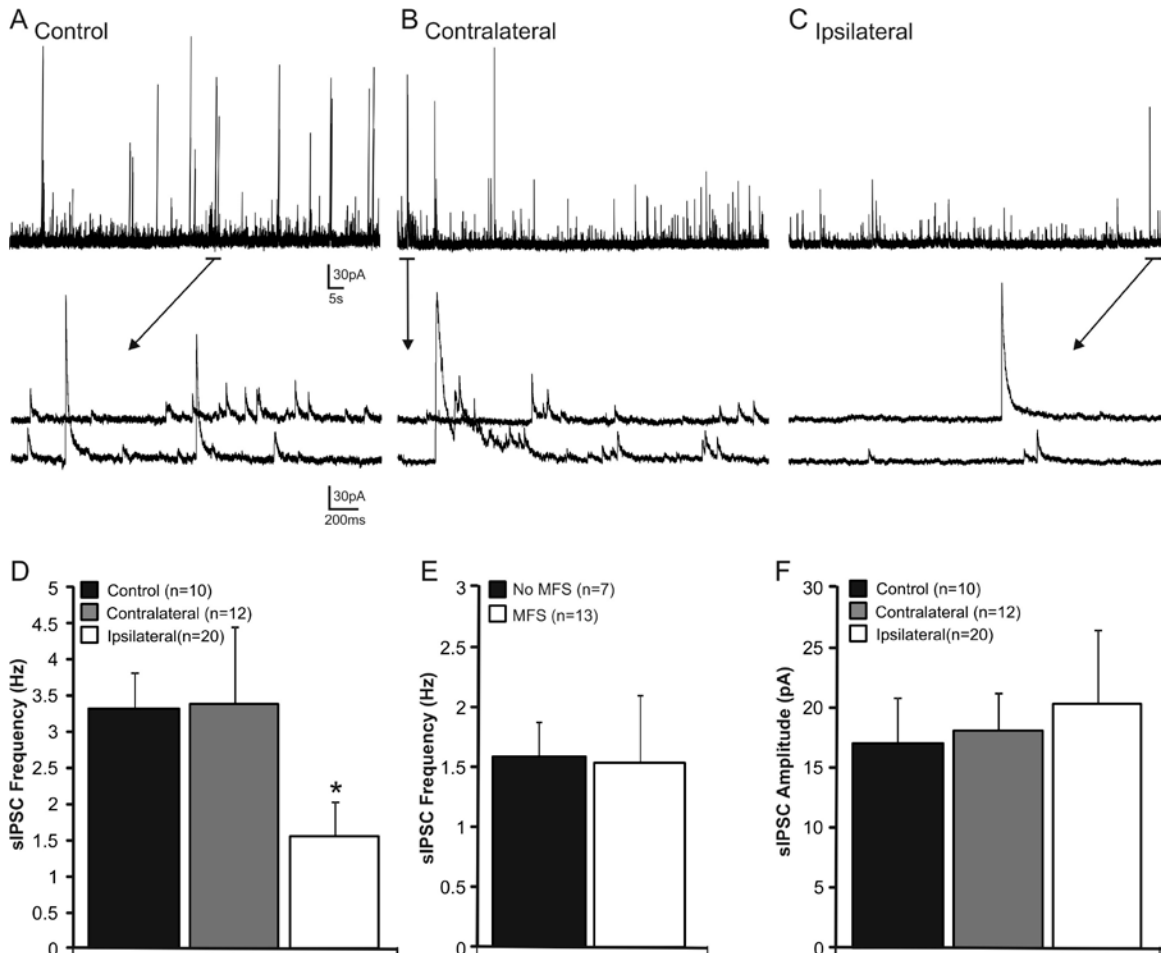 A Control
B Contralateral
C Ipsilateral
30pA
5s
30pA
200ms
D
sIPSC Frequency (Hz)
5
4.5
4
3.5
3
2.5
2
1.5
1
0.5
0
Control (n=10)
Contralateral (n=12)
Ipsilateral(n=20)
*
E
sIPSC Frequency (Hz)
3
2.5
2
1.5
1
0.5
0
No MFS (n=7)
MFS (n=13)
F
sIPSC Amplitude (pA)
30
25
20
15
10
5
0
Control (n=10)
Contralateral (n=12)
Ipsilateral(n=20)